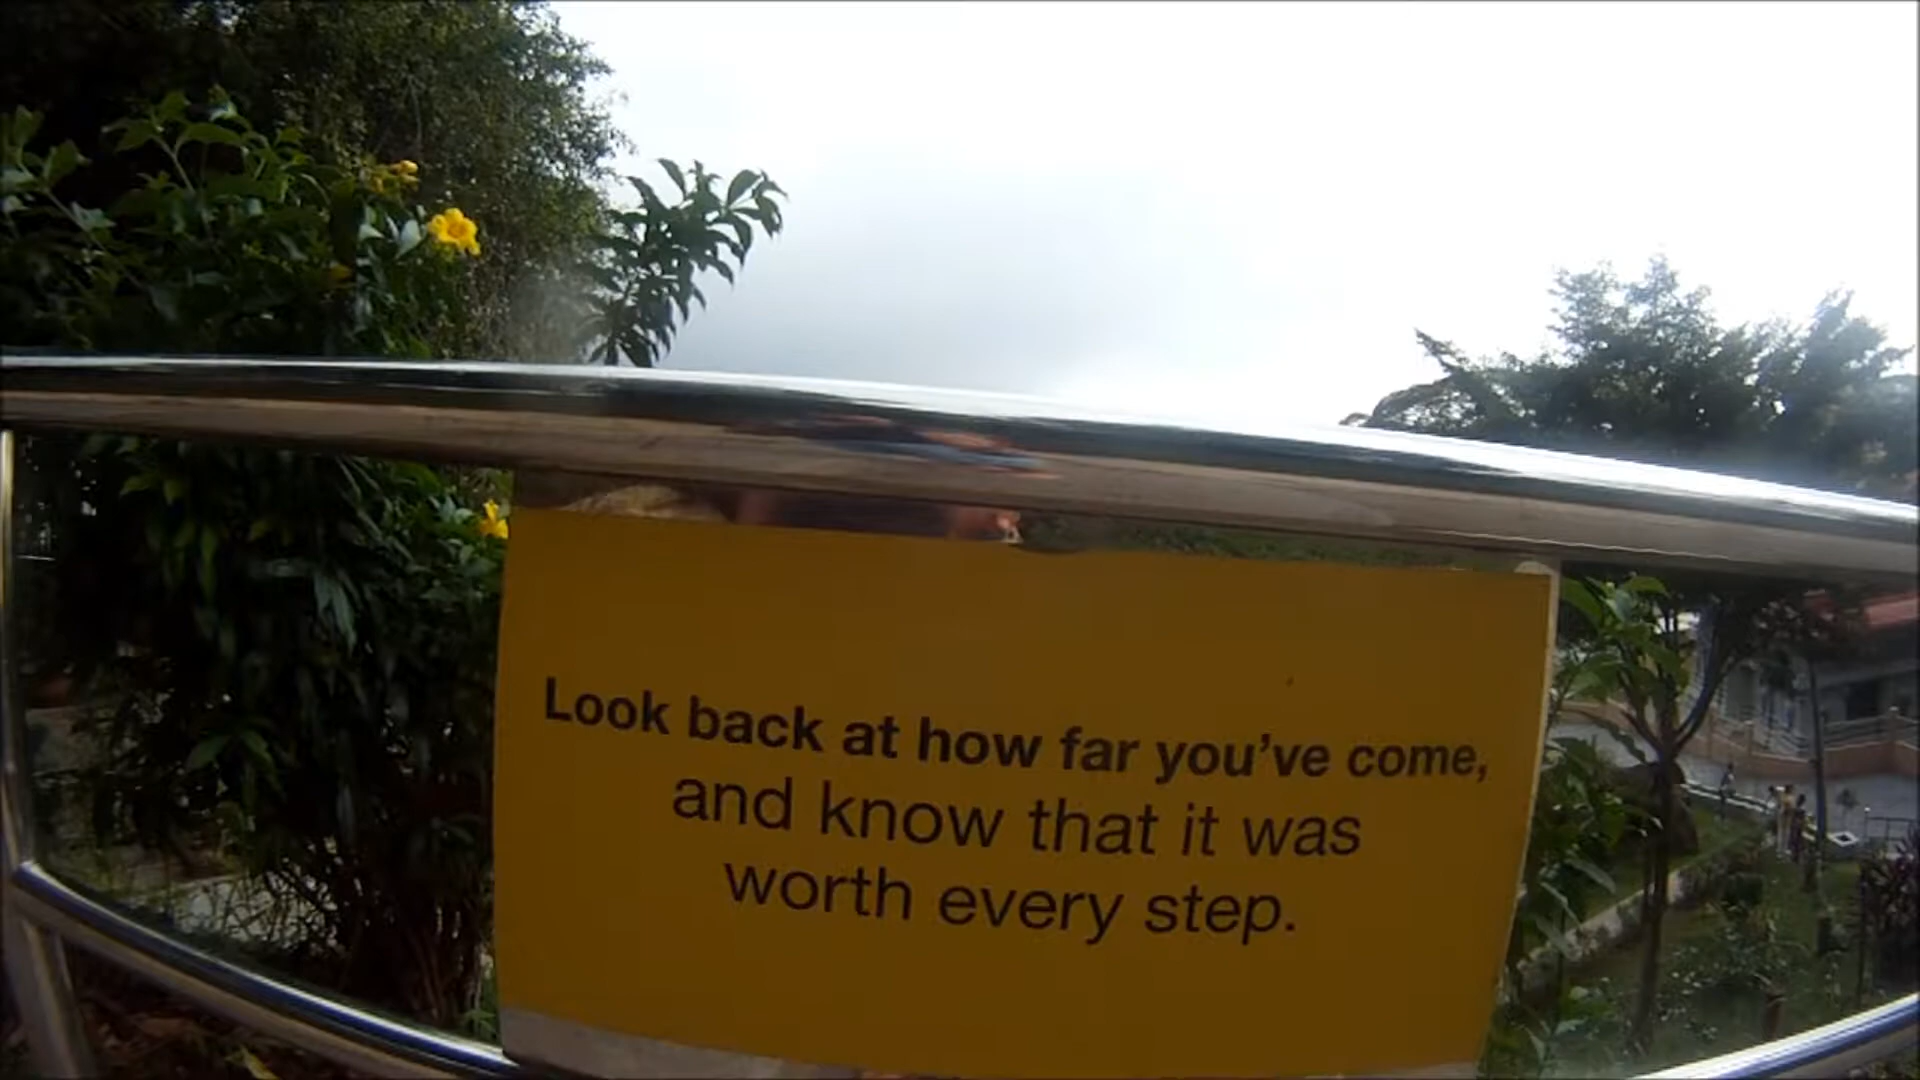 Look back at how far you've come,
and know that it was
worth every step.